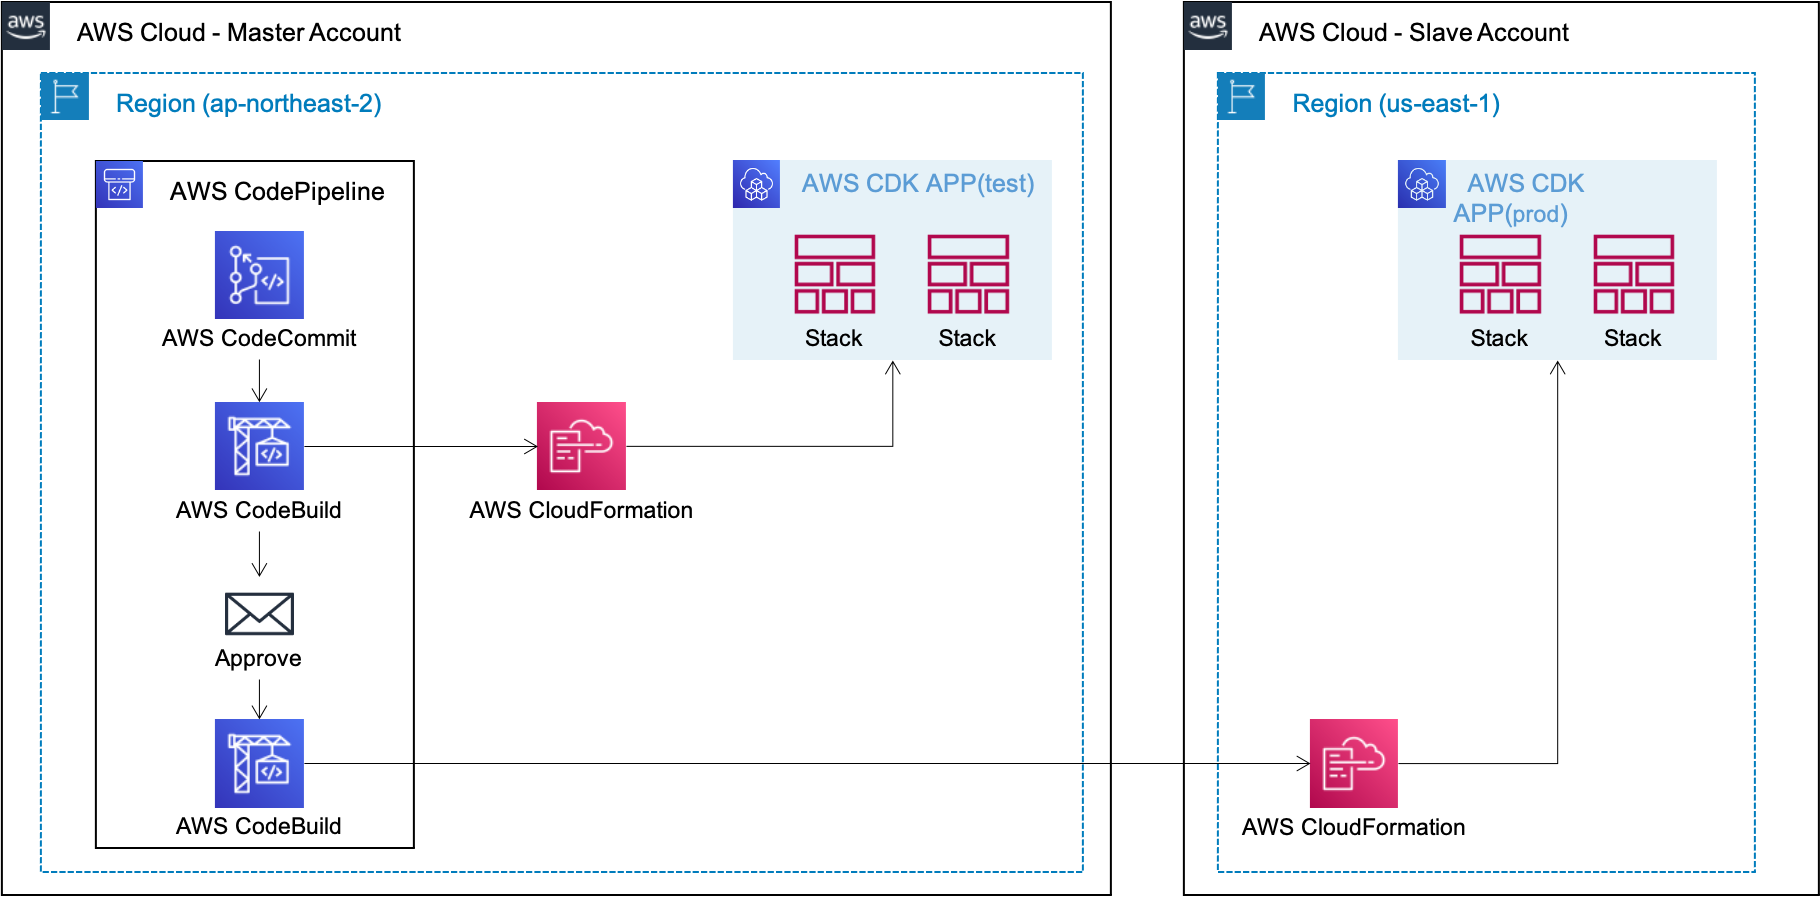 aws
AWS Cloud - Master Account
Region (ap-northeast-2)
AWS CodePipeline
</>
AWS CodeCommit
</>
AWS CodeBuild
Approve
</>
AWS CodeBuild
AWS CloudFormation
AWS CDK APP(test)
Stack
Stack
aws
AWS Cloud - Slave Account
Region (us-east-1)
AWS CDK
APP(prod)
Stack
Stack
AWS CloudFormation